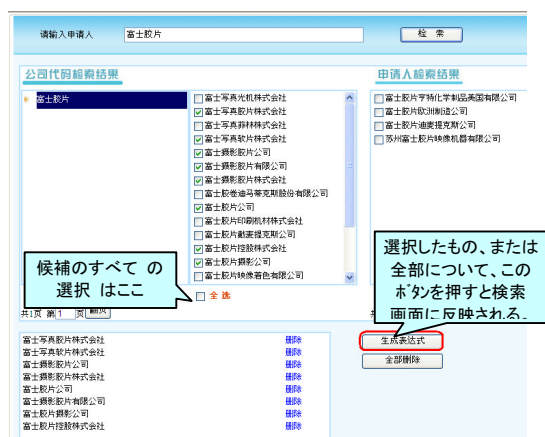 请输入申请人 富士胶片 检 索
公司代码检索结果
申请人检索结果
富士胶片
富士写真光机株式会社
富士写真胶片株式会社
富士写真菲林株式会社
富士写真软片株式会社
富士摄影胶片公司
富士摄影胶片有限公司
富士摄影胶片株式会社
富士胶卷迪马蒂克斯股份有限公司
富士胶片公司
富士胶片印刷机材株式会社
富士胶片戴麦提克斯公司
富士胶片控股株式会社
富士胶片摄影公司
富士胶片映像着色有限公司
富士胶片亨特化学制品美国有限公司
富士胶片欧洲制造公司
富士胶片迪麦提克斯公司
苏州富士胶片映像机器有限公司
候補のすべて の
選択 はここ
全 选
選択したもの、または
全部について、この
ボタンを押すと検索
画面に反映される。
共1页 第 1 页 翻页
富士写真胶片株式会社 删除
富士写真软片株式会社 删除
富士摄影胶片公司 删除
富士摄影胶片株式会社 删除
富士胶片公司 删除
富士摄影胶片有限公司 删除
富士胶片摄影公司 删除
富士胶片控股株式会社 删除
生成表达式
全部删除